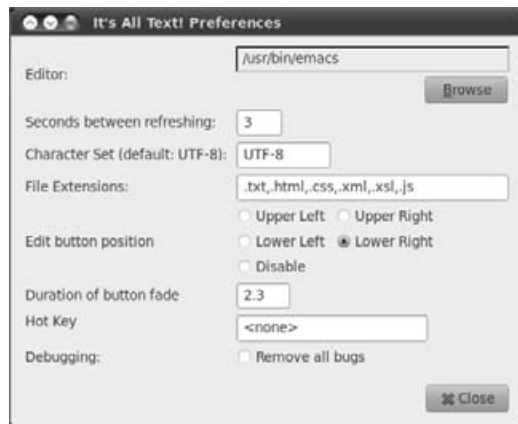 It's All Text! Preferences
Editor:
/usr/bin/emacs
Browse
Seconds between refreshing: 3
Character Set (default: UTF-8): UTF-8
File Extensions: .txt,.html,.css,.xml,.xsl,.js
Upper Left Upper Right
Edit button position Lower Left Lower Right
Disable
Duration of button fade 2.3
Hot Key <none>
Debugging: Remove all bugs
Close